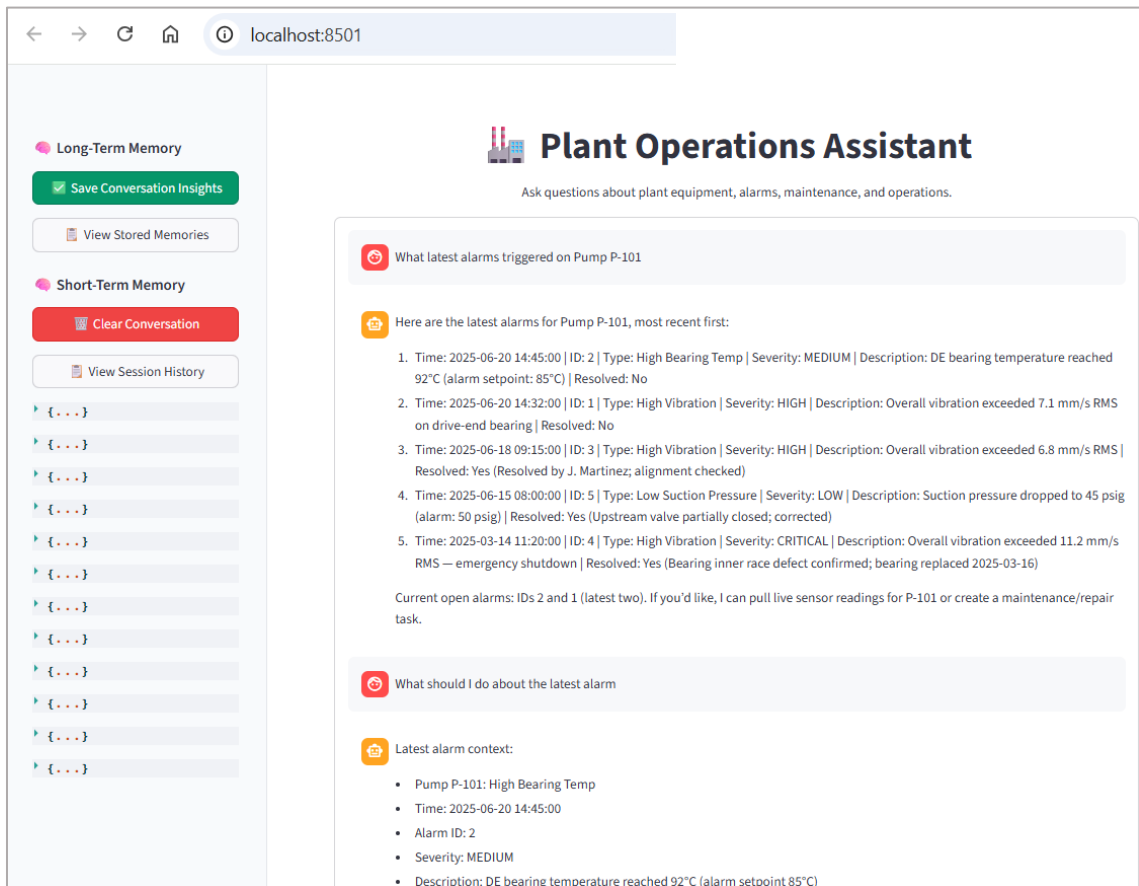 localhost:8501
Long-Term Memory
Save Conversation Insights
View Stored Memories
Short-Term Memory
Clear Conversation
View Session History
{...}
{...}
{...}
{...}
{...}
{...}
{...}
{...}
{...}
{...}
{...}
{...}
Plant Operations Assistant
Ask questions about plant equipment, alarms, maintenance, and operations.
What latest alarms triggered on Pump P-101
Here are the latest alarms for Pump P-101, most recent first:
1. Time: 2025-06-20 14:45:00 | ID: 2 | Type: High Bearing Temp | Severity: MEDIUM | Description: DE bearing temperature reached
92°C (alarm setpoint: 85°C) | Resolved: No
2. Time: 2025-06-20 14:32:00 | ID: 1 | Type: High Vibration | Severity: HIGH | Description: Overall vibration exceeded 7.1 mm/s RMS
on drive-end bearing | Resolved: No
3. Time: 2025-06-18 09:15:00 | ID: 3 | Type: High Vibration | Severity: HIGH | Description: Overall vibration exceeded 6.8 mm/s RMS |
Resolved: Yes (Resolved by J. Martinez; alignment checked)
4. Time: 2025-06-15 08:00:00 | ID: 5 | Type: Low Suction Pressure | Severity: LOW | Description: Suction pressure dropped to 45 psig
(alarm: 50 psig) | Resolved: Yes (Upstream valve partially closed; corrected)
5. Time: 2025-03-14 11:20:00 | ID: 4 | Type: High Vibration | Severity: CRITICAL | Description: Overall vibration exceeded 11.2 mm/s
RMS — emergency shutdown | Resolved: Yes (Bearing inner race defect confirmed; bearing replaced 2025-03-16)
Current open alarms: IDs 2 and 1 (latest two). If you'd like, I can pull live sensor readings for P-101 or create a maintenance/repair
task.
What should I do about the latest alarm
Latest alarm context:
• Pump P-101: High Bearing Temp
• Time: 2025-06-20 14:45:00
• Alarm ID: 2
• Severity: MEDIUM
• Description: DE bearing temperature reached 92°C (alarm setpoint 85°C)